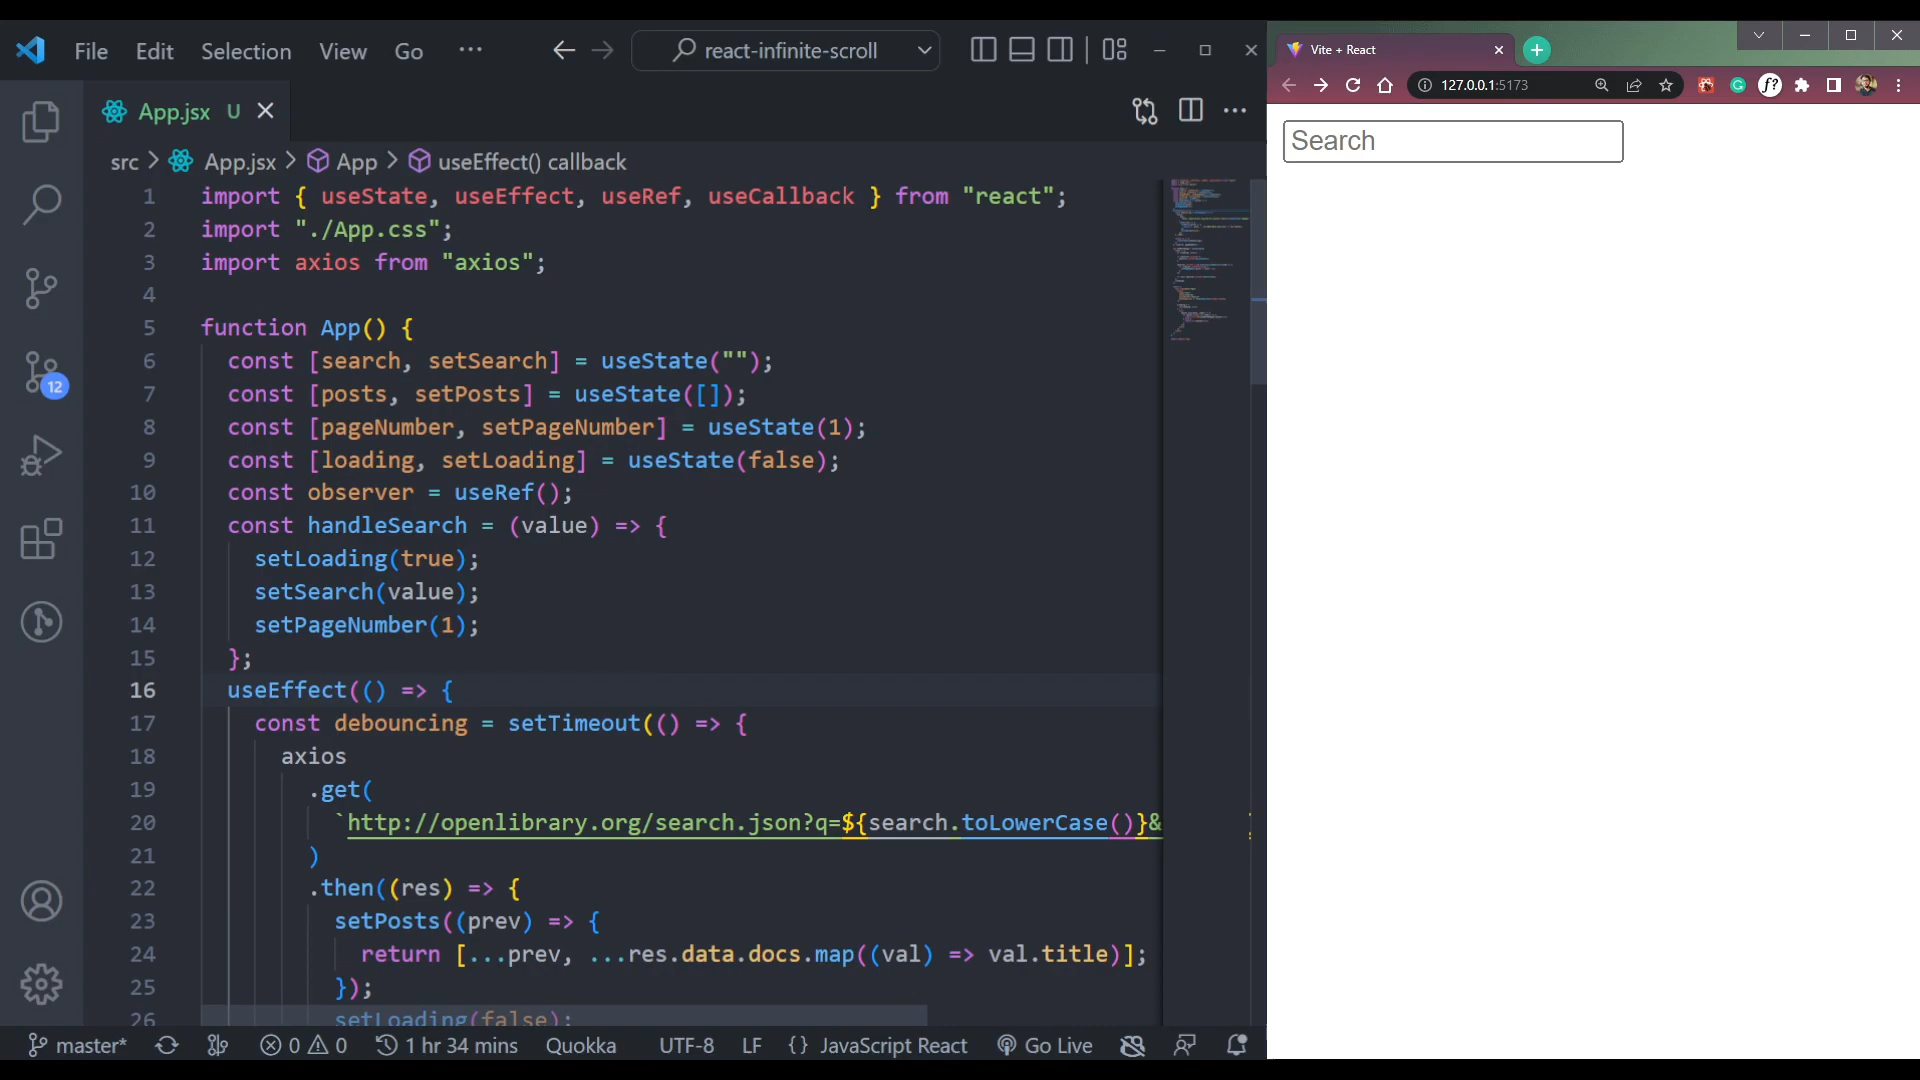 File Edit Selection View Go ···
react-infinite-scroll
App.jsx U
src > App.jsx > App > useEffect() callback
1 import { useState, useEffect, useRef, useCallback } from "react";
2 import "./App.css";
3 import axios from "axios";
4
5 function App() {
6 const [search, setSearch] = useState("");
7 const [posts, setPosts] = useState([]);
8 const [pageNumber, setPageNumber] = useState(1);
9 const [loading, setLoading] = useState(false);
10 const observer = useRef();
11 const handleSearch = (value) => {
12 setLoading(true);
13 setSearch(value);
14 setPageNumber(1);
15 };
16 useEffect(() => {
17 const debouncing = setTimeout(() => {
18 axios
19 .get(
20 `http://openlibrary.org/search.json?q=${search.toLowerCase()}&
21 )
22 .then((res) => {
23 setPosts((prev) => {
24 return [...prev, ...res.data.docs.map((val) => val.title)];
25 });
26 setLoading(false);
12
master* 0 0 1 hr 34 mins Quokka UTF-8 LF {} JavaScript React Go Live
Vite + React
127.0.0.1:5173
f?
Search